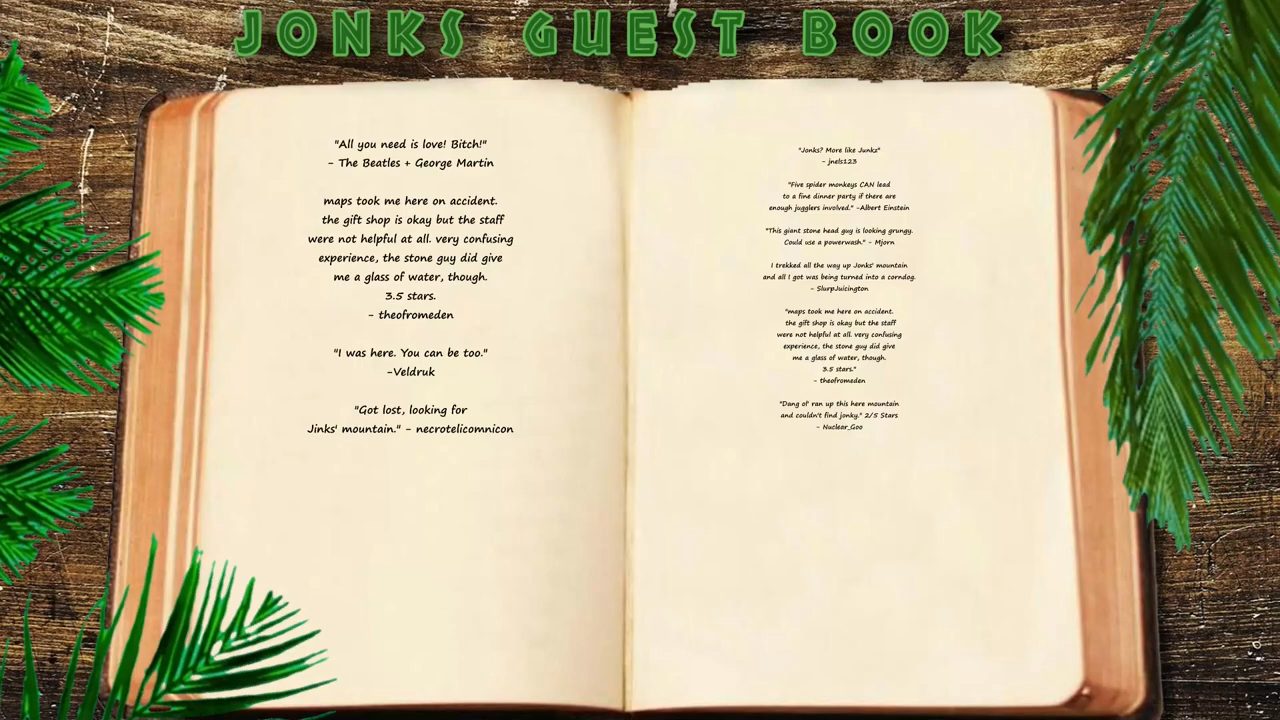 JONKS GUEST BOOK
"All you need is love! Bitch!"
- The Beatles + George Martin
maps took me here on accident.
the gift shop is okay but the staff
were not helpful at all. very confusing
experience, the stone guy did give
me a glass of water, though.
3.5 stars.
- theofromeden
"I was here. You can be too."
-Veldruk
"Got lost, looking for
Jinks' mountain." - necrotelicomnicon
"Jonks? More like Junkz"
- jnels123
"Five spider monkeys CAN lead
to a fine dinner party if there are
enough jugglers involved." -Albert Einstein
"This giant stone head guy is looking grungy.
Could use a powerwash." - Mjorn
I trekked all the way up Jonks' mountain
and all I got was being turned into a corndog.
- SlurpJuicington
"maps took me here on accident.
the gift shop is okay but the staff
were not helpful at all. very confusing
experience, the stone guy did give
me a glass of water, though.
3.5 stars."
- theofromeden
"Dang ol' ran up this here mountain
and couldn't find jonky." 2/5 Stars
- Nuclear_Goo